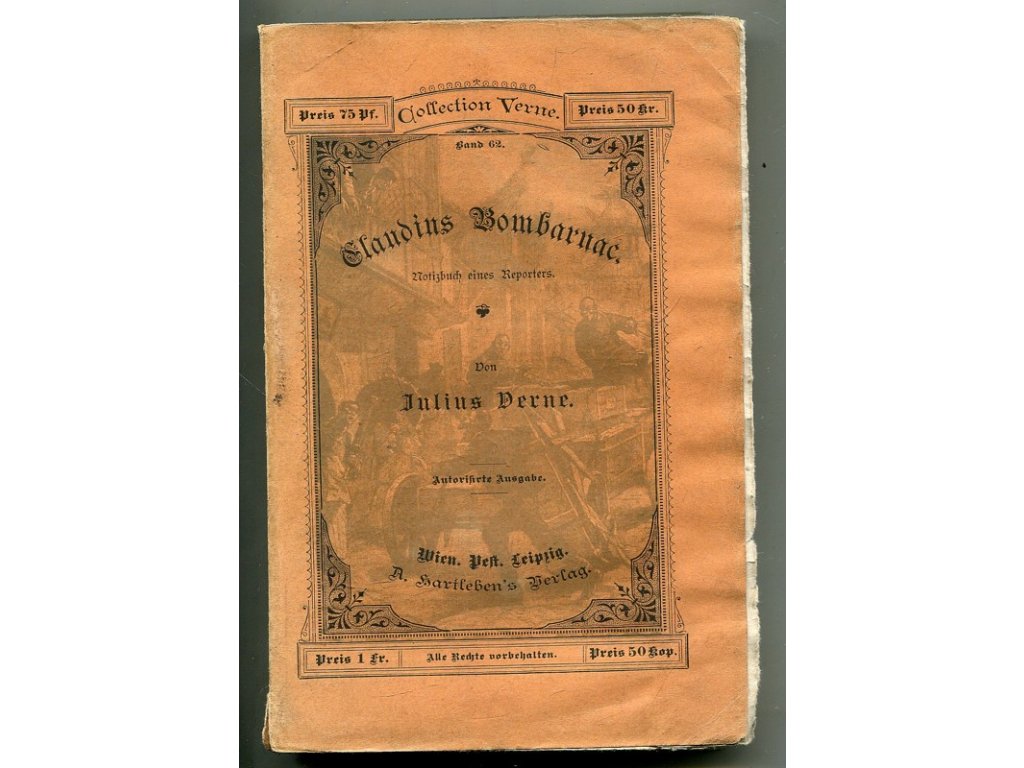 Preis 75 Pf.
Collection Verne.
Preis 50 Kr.
Band 62.
Claudius Bombarnac.
Notizbuch eines Reporters.
Von
Julius Verne.
Autorisirte Ausgabe.
Wien. Pest. Leipzig.
A. Hartleben's Verlag.
Preis 1 Fr.
Alle Rechte vorbehalten.
Preis 50 Kop.